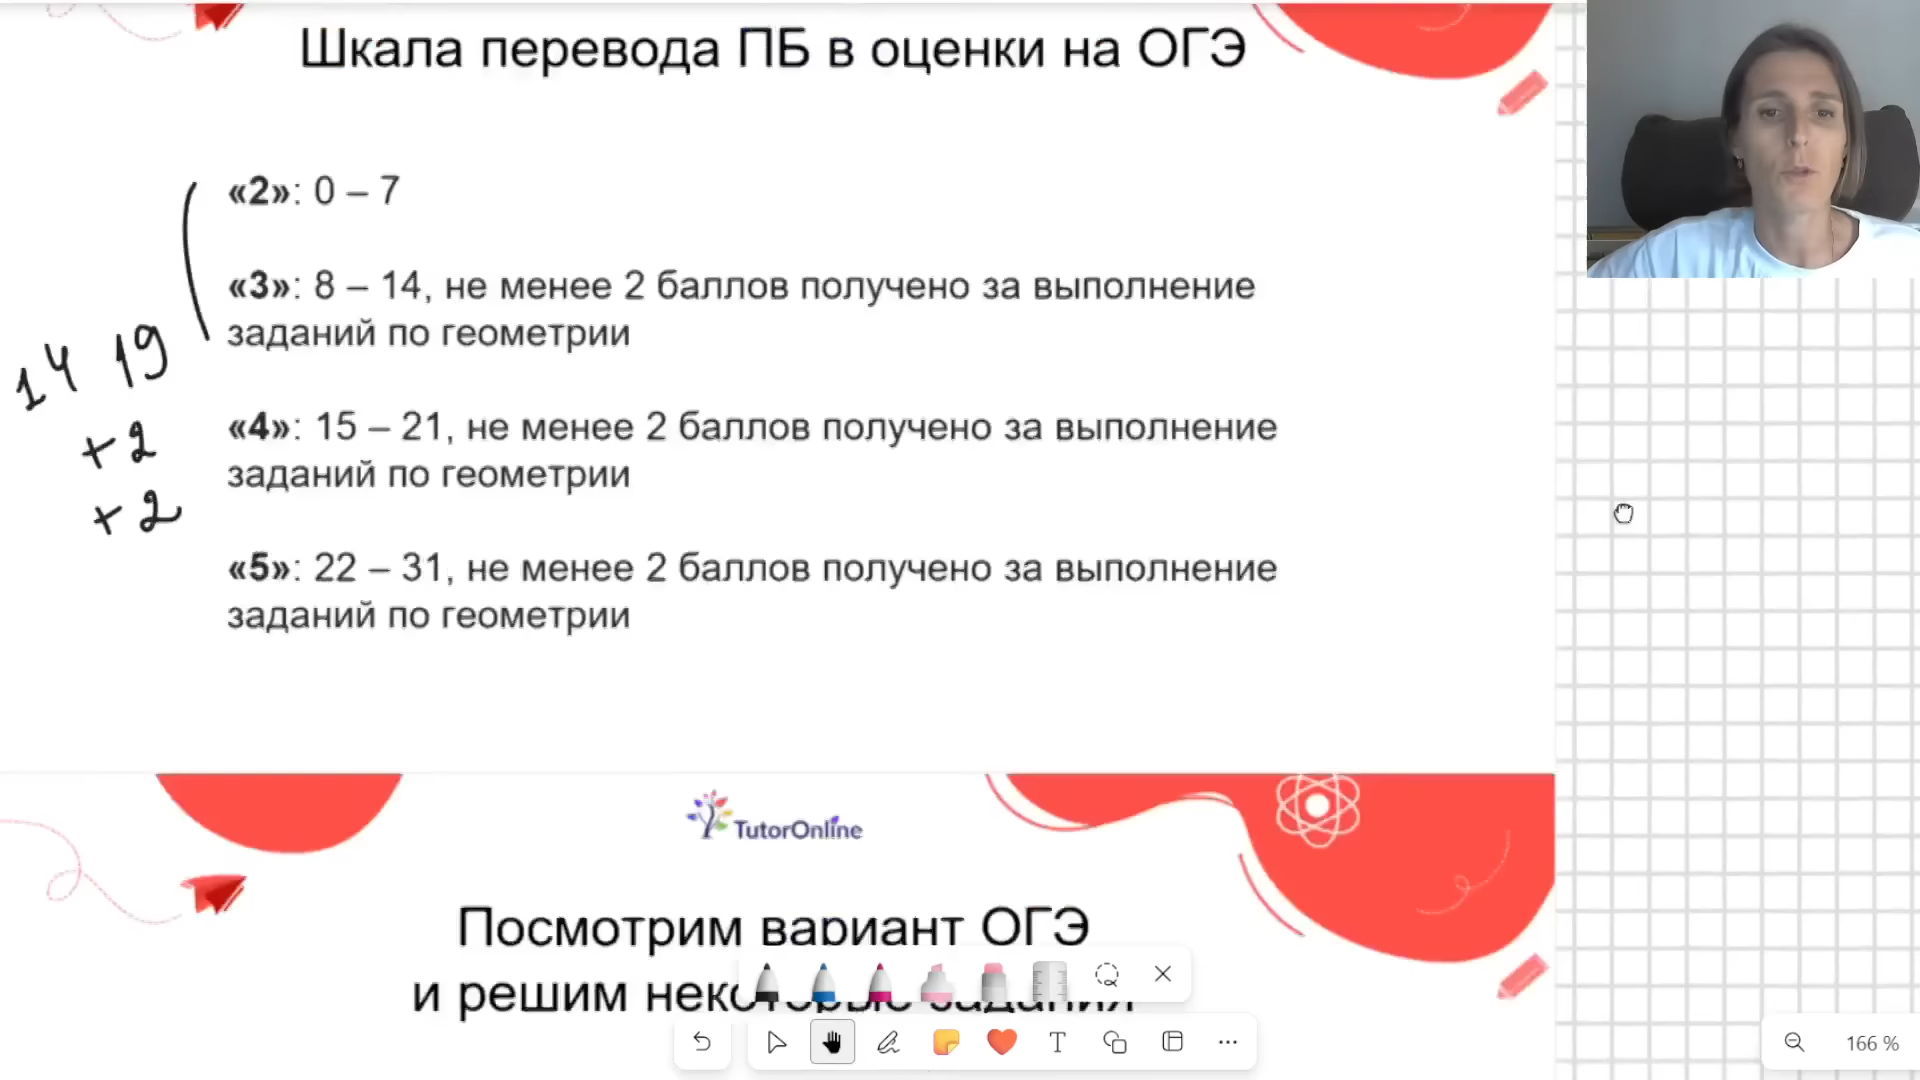 Шкала перевода ПБ в оценки на ОГЭ
«2»: 0 – 7
«3»: 8 – 14, не менее 2 баллов получено за выполнение
заданий по геометрии
14 19
+2
+2
«4»: 15 – 21, не менее 2 баллов получено за выполнение
заданий по геометрии
«5»: 22 – 31, не менее 2 баллов получено за выполнение
заданий по геометрии
TutorOnline
Посмотрим вариант ОГЭ
и решим некоторые задания
166 %